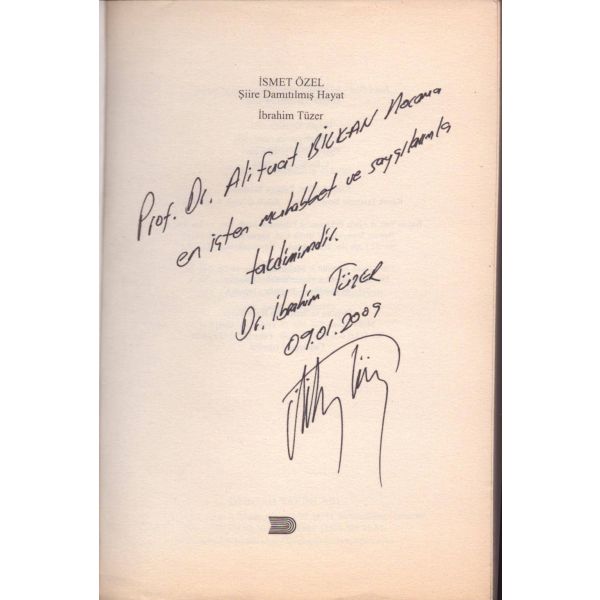 İSMET ÖZEL
Şiire Damıtılmış Hayat
İbrahim Tüzer
Prof. Dr. Ali Fuat BİLKAN Hocama
en içten muhabbet ve saygılarımla
takdimimdir.
Dr. İbrahim TÜZER
09.01.2009